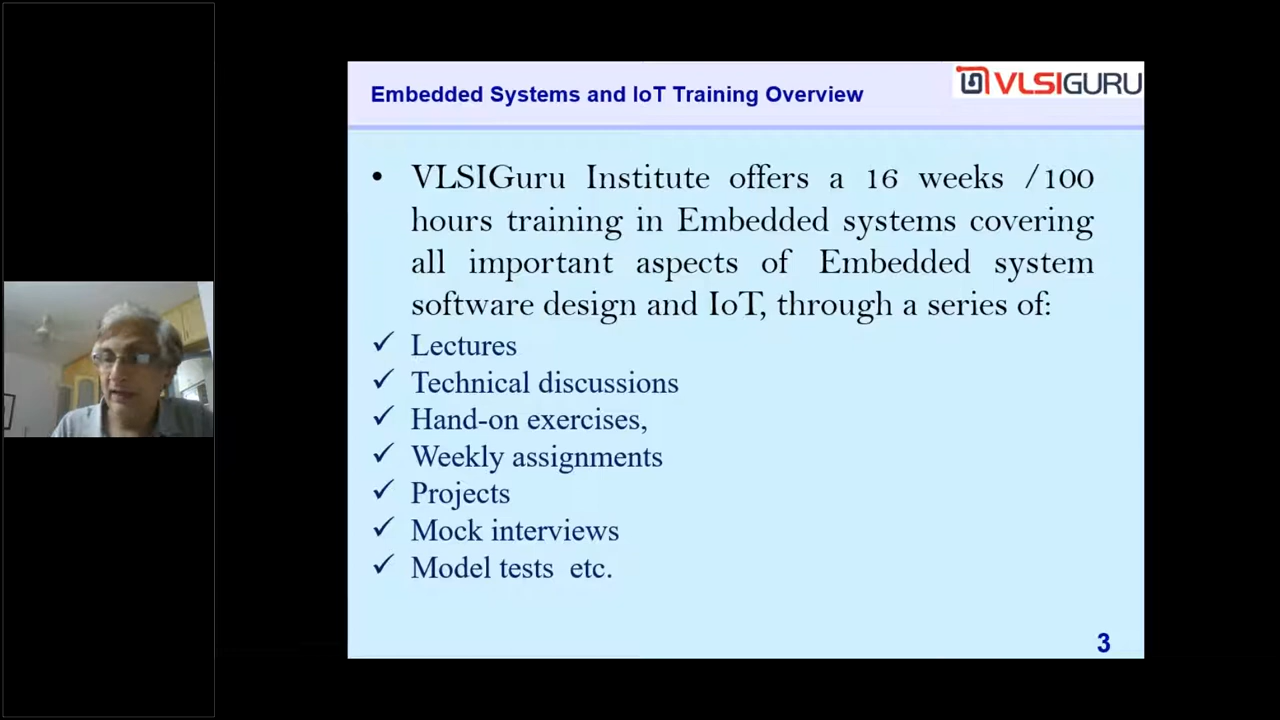 Embedded Systems and IoT Training Overview
VLSIGURU
• VLSIGuru Institute offers a 16 weeks /100
hours training in Embedded systems covering
all important aspects of Embedded system
software design and IoT, through a series of:
✓ Lectures
✓ Technical discussions
✓ Hand-on exercises,
✓ Weekly assignments
✓ Projects
✓ Mock interviews
✓ Model tests etc.
3